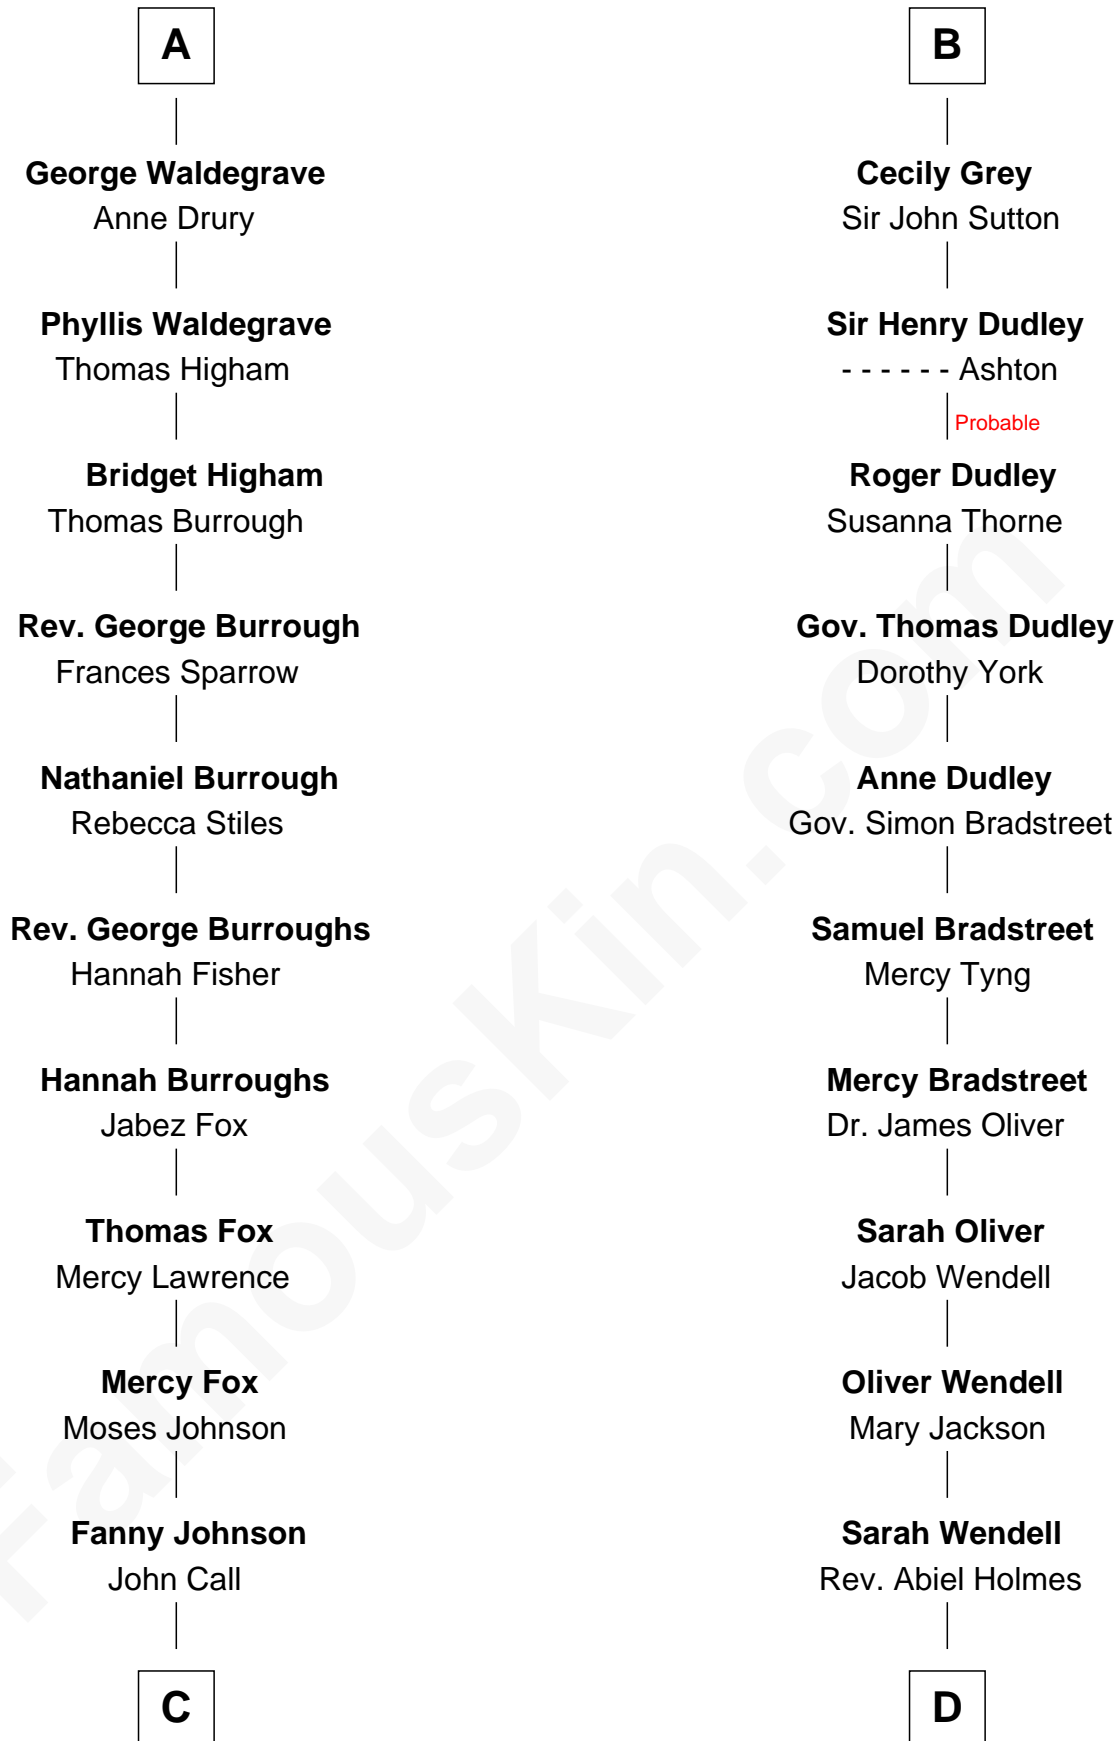 A
George Waldegrave
Anne Drury
Phyllis Waldegrave
Thomas Higham
Bridget Higham
Thomas Burrough
Rev. George Burrough
Frances Sparrow
Nathaniel Burrough
Rebecca Stiles
Rev. George Burroughs
Hannah Fisher
Hannah Burroughs
Jabez Fox
Thomas Fox
Mercy Lawrence
Mercy Fox
Moses Johnson
Fanny Johnson
John Call
C
B
Cecily Grey
Sir John Sutton
Sir Henry Dudley
- - - - - - Ashton
Probable
Roger Dudley
Susanna Thorne
Gov. Thomas Dudley
Dorothy York
Anne Dudley
Gov. Simon Bradstreet
Samuel Bradstreet
Mercy Tyng
Mercy Bradstreet
Dr. James Oliver
Sarah Oliver
Jacob Wendell
Oliver Wendell
Mary Jackson
Sarah Wendell
Rev. Abiel Holmes
D
FamousKin.com